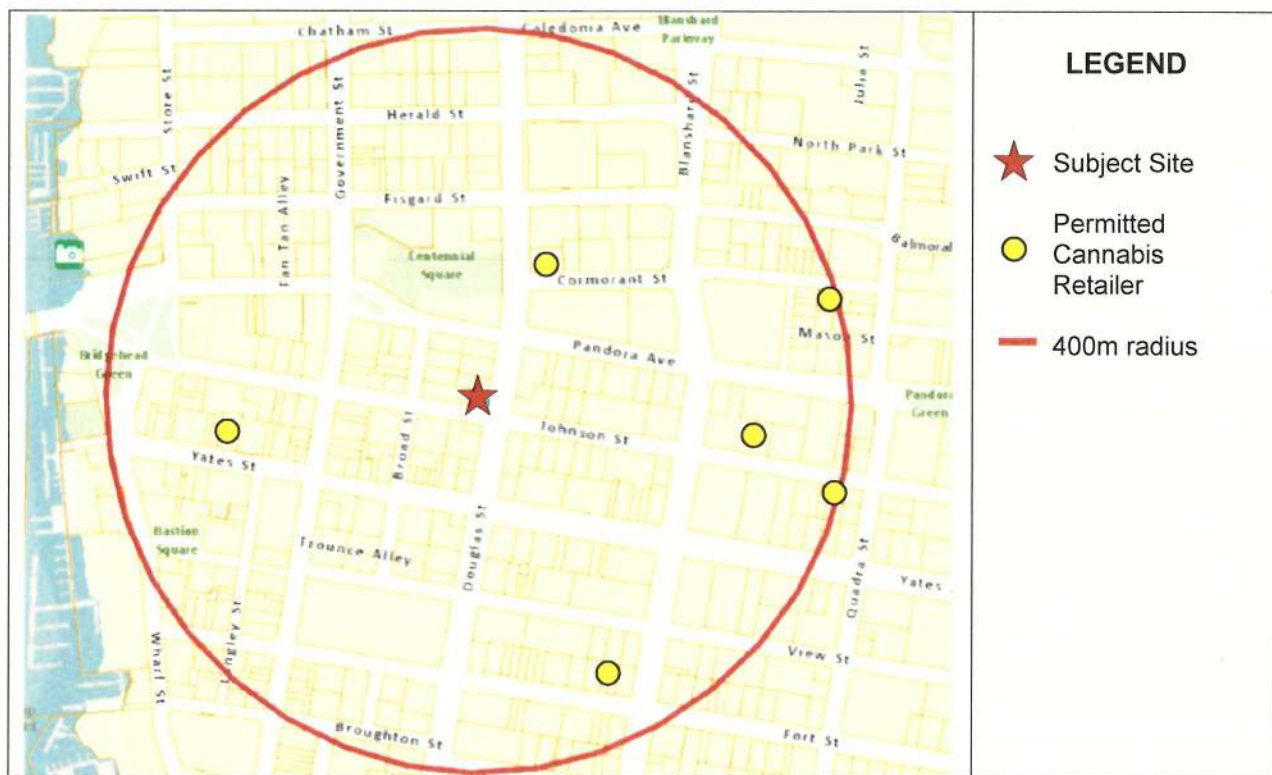 Chatham St
Caledonia Ave
Blanshard
Parkway
Julia St
Store St
Government St
Herald St
Blanshard St
North Park St
Swift St
Fan Tan Alley
Fisgard St
Balmoral
Centennial
Square
Cormorant St
Mason St
Bridgehead
Green
Pandora Ave
Pandora
Green
Broad St
Johnson St
Yates St
Bastion
Square
Trounce Alley
Douglas St
Quadra St
Yates
Langley St
Wharf St
View St
Broughton St
Fort St
LEGEND
Subject Site
Permitted
Cannabis
Retailer
400m radius